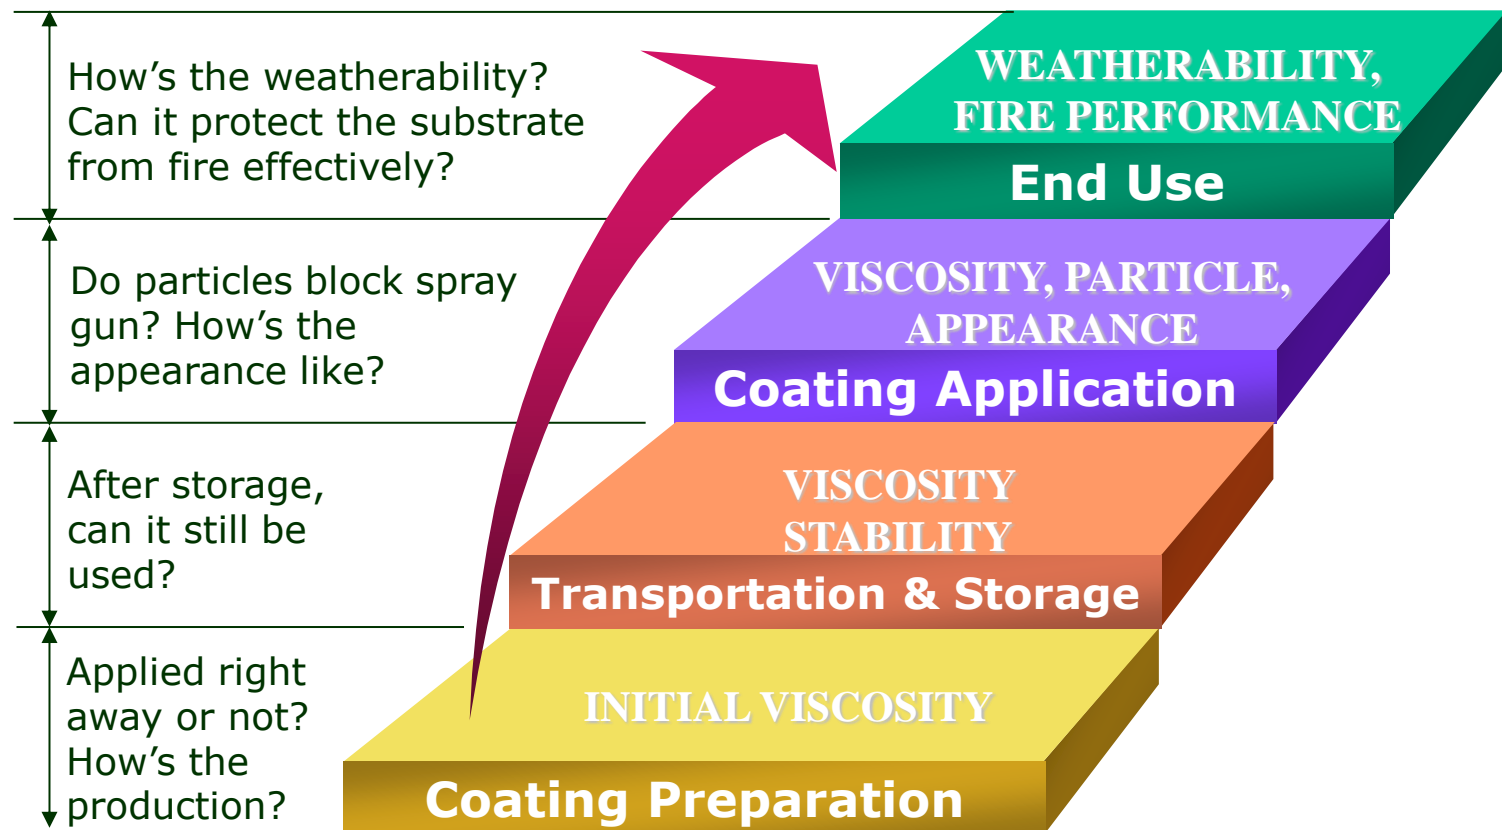 How’s the weatherability?
Can it protect the substrate
from fire effectively?
WEATHERABILITY,
FIRE PERFORMANCE
End Use
Do particles block spray
gun? How’s the
appearance like?
VISCOSITY, PARTICLE,
APPEARANCE
Coating Application
After storage,
can it still be
used?
VISCOSITY
STABILITY
Transportation & Storage
Applied right
away or not?
How’s the
production?
INITIAL VISCOSITY
Coating Preparation